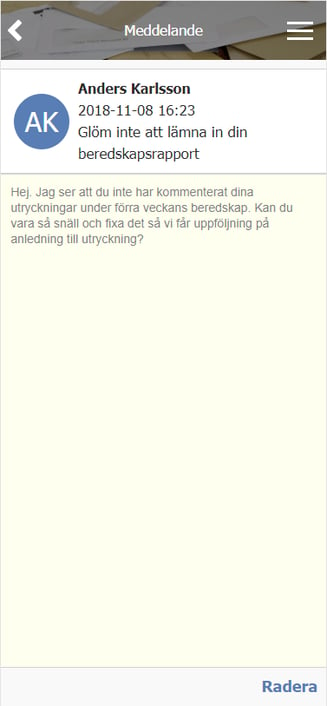 Meddelande
AK
Anders Karlsson
2018-11-08 16:23
Glöm inte att lämna in din
beredskapsrapport
Hej. Jag ser att du inte har kommenterat dina
utryckningar under förra veckans beredskap. Kan du
vara så snäll och fixa det så vi får uppföljning på
anledning till utryckning?
Radera